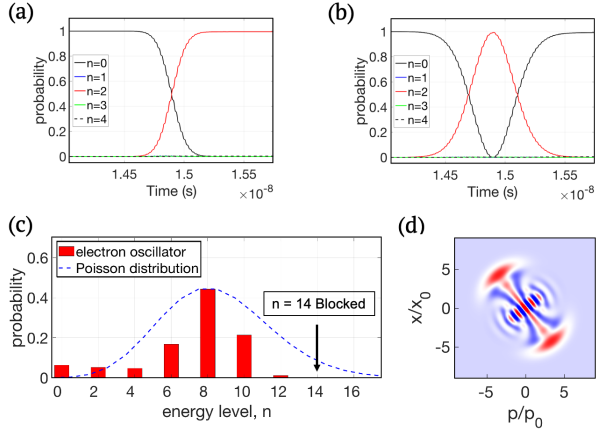 (a)
probability
1
0.8
0.6
0.4
0.2
0
n=0
n=1
n=2
n=3
n=4
1.45
1.5
1.55
Time (s)
×10⁻⁸
(b)
probability
1
0.8
0.6
0.4
0.2
0
n=0
n=1
n=2
n=3
n=4
1.45
1.5
1.55
Time (s)
×10⁻⁸
(c)
probability
0.6
0.4
0.2
0
electron oscillator
Poisson distribution
n = 14 Blocked
0 2 4 6 8 10 12 14 16
energy level, n
(d)
x/x₀
5
0
-5
-5 0 5
p/p₀